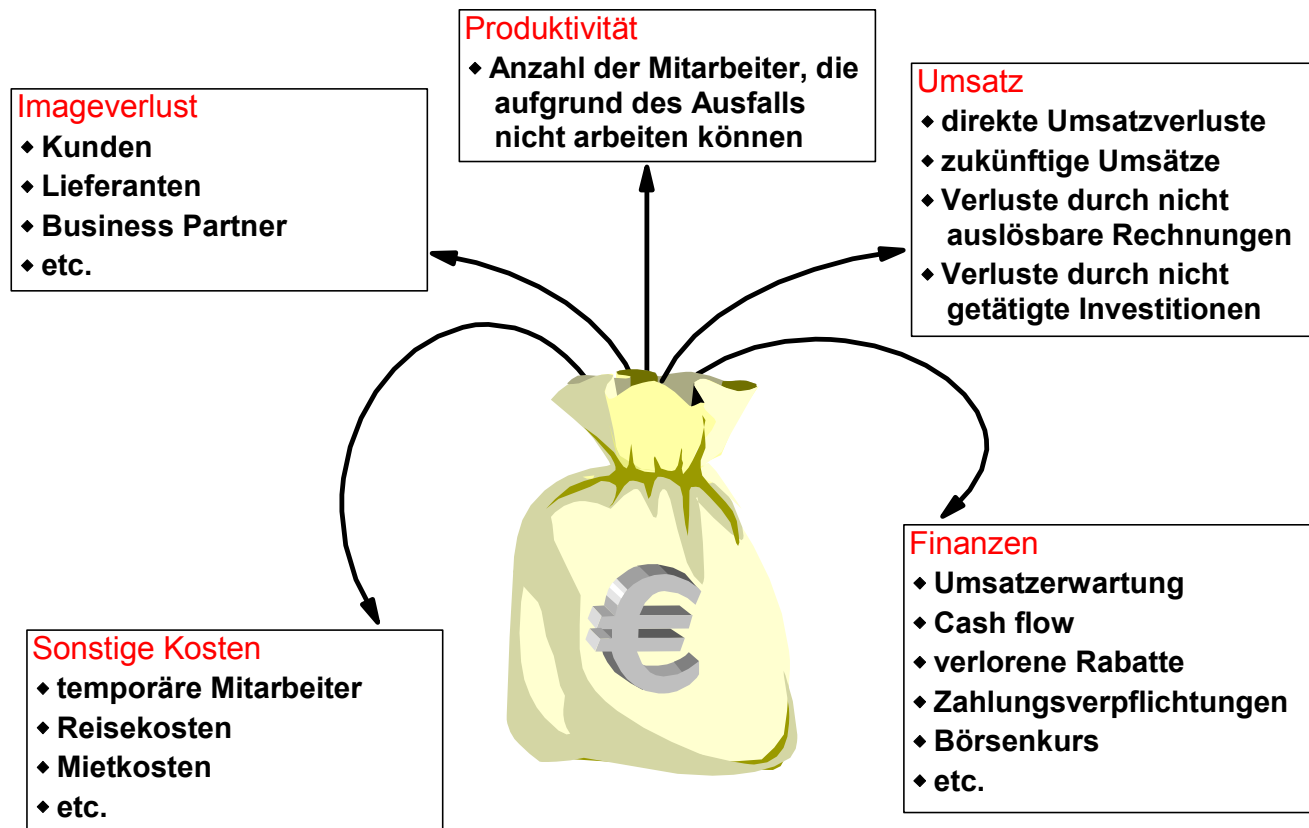 Produktivität
◆ Anzahl der Mitarbeiter, die
aufgrund des Ausfalls
nicht arbeiten können
Imageverlust
◆ Kunden
◆ Lieferanten
◆ Business Partner
◆ etc.
Umsatz
◆ direkte Umsatzverluste
◆ zukünftige Umsätze
◆ Verluste durch nicht
auslösbare Rechnungen
◆ Verluste durch nicht
getätigte Investitionen
€
Sonstige Kosten
◆ temporäre Mitarbeiter
◆ Reisekosten
◆ Mietkosten
◆ etc.
Finanzen
◆ Umsatzerwartung
◆ Cash flow
◆ verlorene Rabatte
◆ Zahlungsverpflichtungen
◆ Börsenkurs
◆ etc.